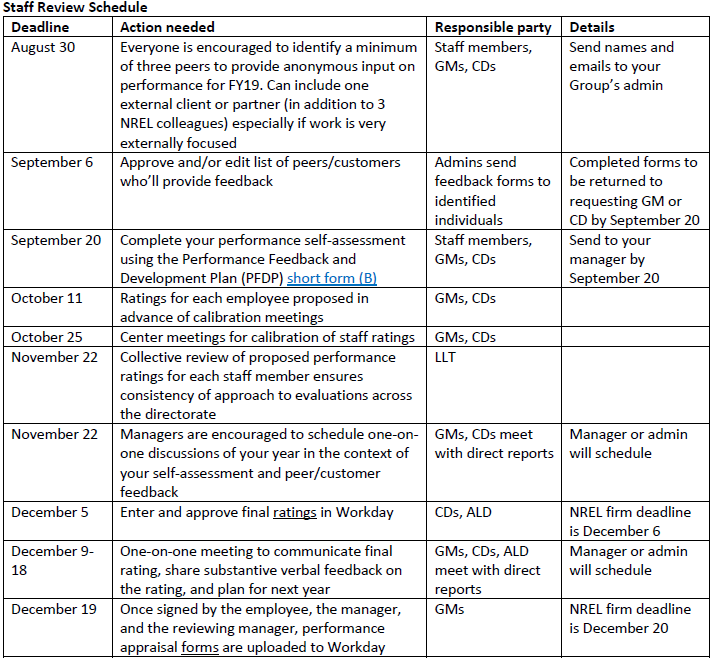 Staff Review Schedule
Deadline Action needed Responsible party Details
August 30 Everyone is encouraged to identify a minimum Staff members, Send names and
of three peers to provide anonymous input on GMs, CDs emails to your
performance for FY19. Can include one Group's admin
external client or partner (in addition to 3
NREL colleagues) especially if work is very
externally focused
September 6 Approve and/or edit list of peers/customers Admins send Completed forms to
who'll provide feedback feedback forms to be returned to
identified requesting GM or
individuals CD by September 20
September 20 Complete your performance self-assessment Staff members, Send to your
using the Performance Feedback and GMs, CDs manager by
Development Plan (PFDP) short form (B) September 20
October 11 Ratings for each employee proposed in GMs, CDs
advance of calibration meetings
October 25 Center meetings for calibration of staff ratings GMs, CDs
November 22 Collective review of proposed performance LLT
ratings for each staff member ensures
consistency of approach to evaluations across
the directorate
November 22 Managers are encouraged to schedule one-on- GMs, CDs meet Manager or admin
one discussions of your year in the context of with direct reports will schedule
your self-assessment and peer/customer
feedback
December 5 Enter and approve final ratings in Workday CDs, ALD NREL firm deadline
is December 6
December 9- One-on-one meeting to communicate final GMs, CDs, ALD Manager or admin
18 rating, share substantive verbal feedback on meet with direct will schedule
the rating, and plan for next year reports
December 19 Once signed by the employee, the manager, GMs NREL firm deadline
and the reviewing manager, performance is December 20
appraisal forms are uploaded to Workday